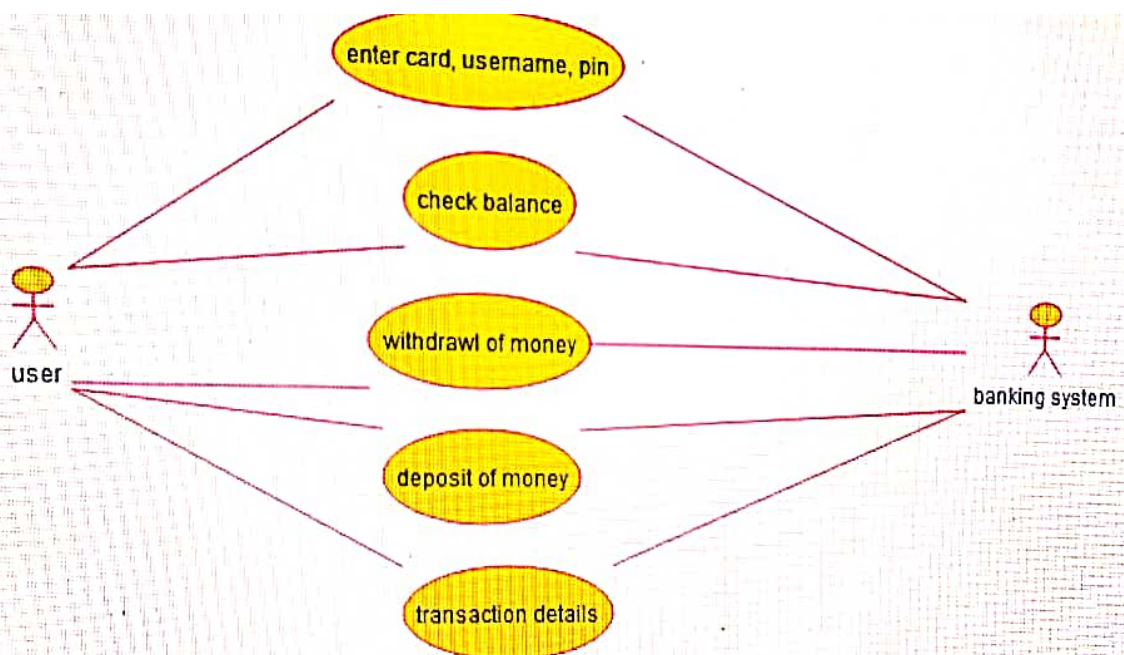 enter card, username, pin
check balance
withdrawl of money
user
banking system
deposit of money
transaction details